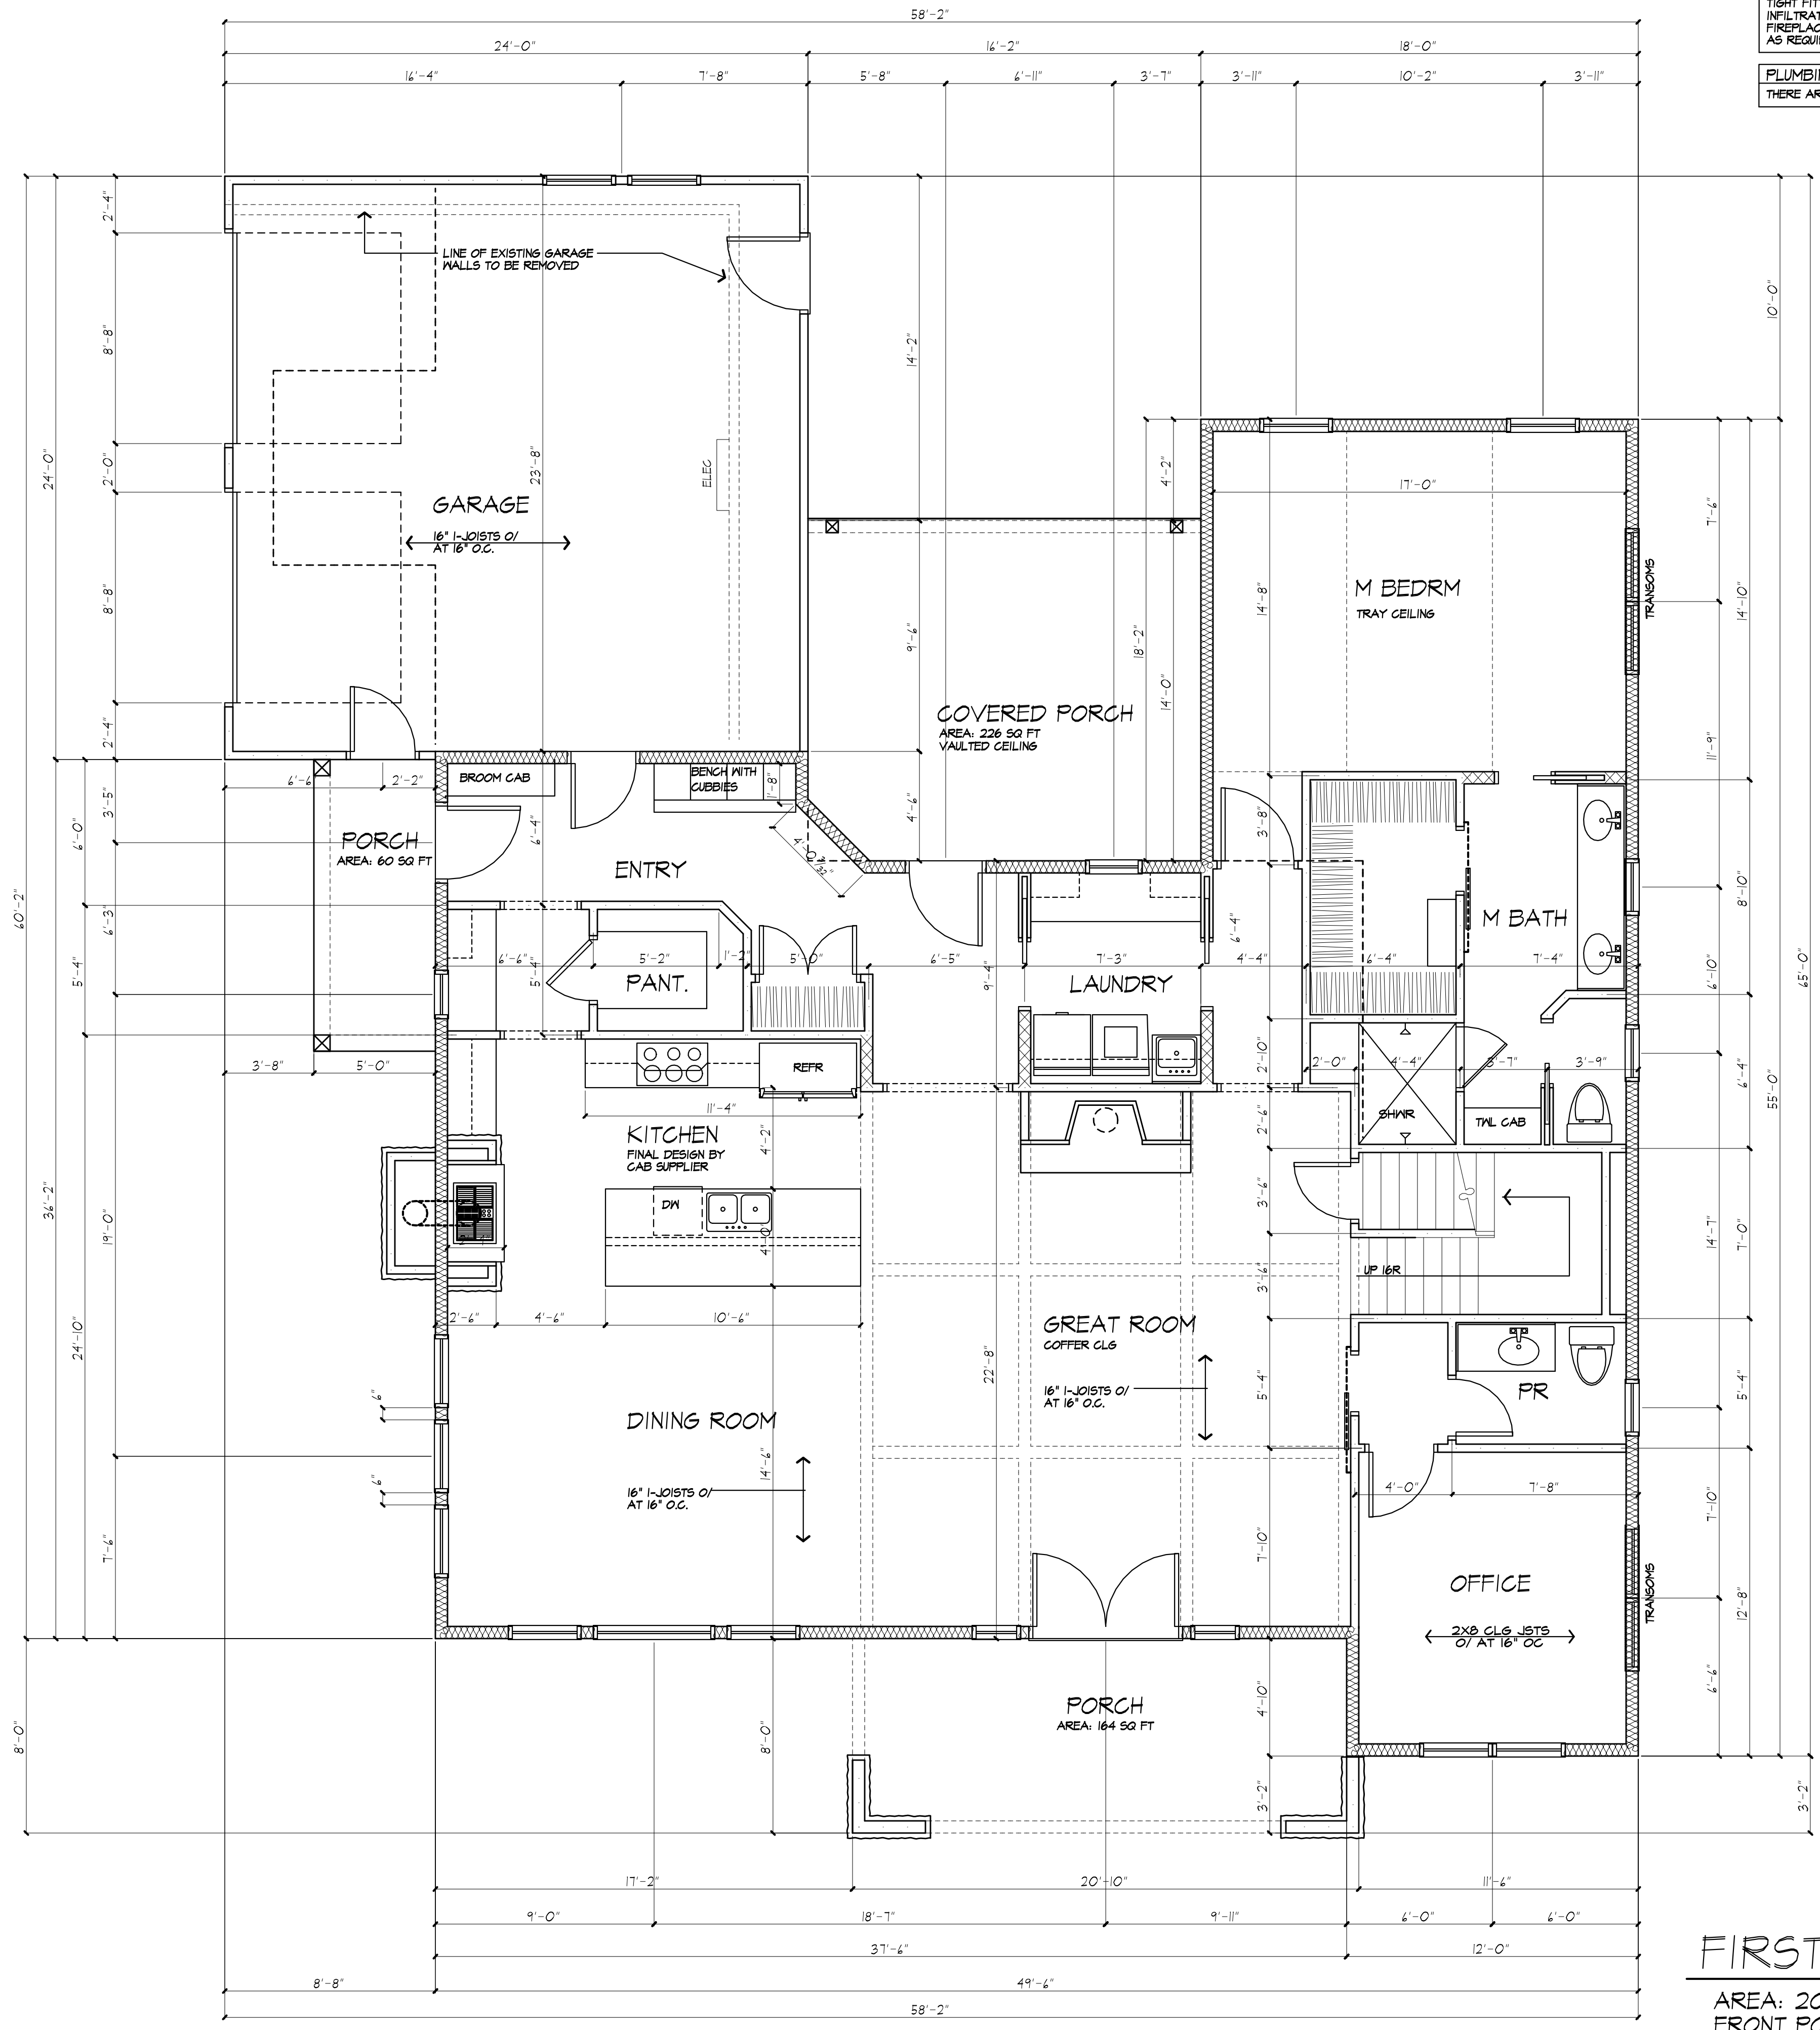 58'-2"
TIGHT FIT
INFILTRAT
FIREPLAC
AS REQUI
24'-0" 16'-2" 18'-0"
16'-4" 7'-8" 5'-8" 6'-11" 3'-7" 3'-11" 10'-2" 3'-11"
PLUMBI
THERE AR
2'-4"
LINE OF EXISTING GARAGE
WALLS TO BE REMOVED
10'-0"
8'-8"
14'-2"
24'-0"
2'-0"
23'-8"
ELEC
4'-2"
17'-0"
7'-6"
GARAGE
16" I-JOISTS O/
AT 16" O.C.
8'-8"
9'-6"
18'-2"
14'-8"
M BEDRM
TRAY CEILING
TRANSOMS
14'-10"
2'-4"
14'-0"
COVERED PORCH
AREA: 226 SQ FT
VAULTED CEILING
11'-9"
6'-6"
2'-2"
BROOM CAB
BENCH WITH
CUBBIES
1'-8"
3'-5"
6'-0"
PORCH
AREA: 60 SQ FT
6'-4"
4'-0 3/32"
4'-6"
3'-8"
ENTRY
60'-2"
6'-3"
8'-10"
M BATH
65'-0"
6'-4"
5'-4"
6'-6" 5'-2" 1'-2" 5'-0" 6'-5" 7'-3" 4'-4" 6'-4" 7'-4"
5'-4"
9'-4"
6'-10"
PANT.
LAUNDRY
3'-8" 5'-0"
REFR
2'-10"
2'-0" 4'-4" 3'-7" 3'-9"
6'-4"
55'-0"
11'-4"
SHWR
TWL CAB
2'-6"
KITCHEN
FINAL DESIGN BY
CAB SUPPLIER
4'-2"
36'-2"
DW
4'-0"
3'-6"
19'-0"
14'-7"
7'-0"
UP 16R
3'-6"
2'-6" 4'-6" 10'-6"
24'-10"
GREAT ROOM
COFFER CLG
22'-8"
6"
16" I-JOISTS O/
AT 16" O.C.
5'-4"
PR
5'-4"
DINING ROOM
14'-6"
6"
16" I-JOISTS O/
AT 16" O.C.
4'-0" 7'-8"
7'-10"
7'-6"
7'-10"
OFFICE
TRANSOMS
12'-8"
2X8 CLG JSTS
O/ AT 16" OC
6'-6"
PORCH
AREA: 164 SQ FT
4'-10"
8'-0"
8'-0"
3'-2"
3'-2"
17'-2" 20'-10" 11'-6"
9'-0" 18'-7" 9'-11" 6'-0" 6'-0"
37'-6" 12'-0"
FIRST
8'-8" 49'-6"
AREA: 20
58'-2"
FRONT PO